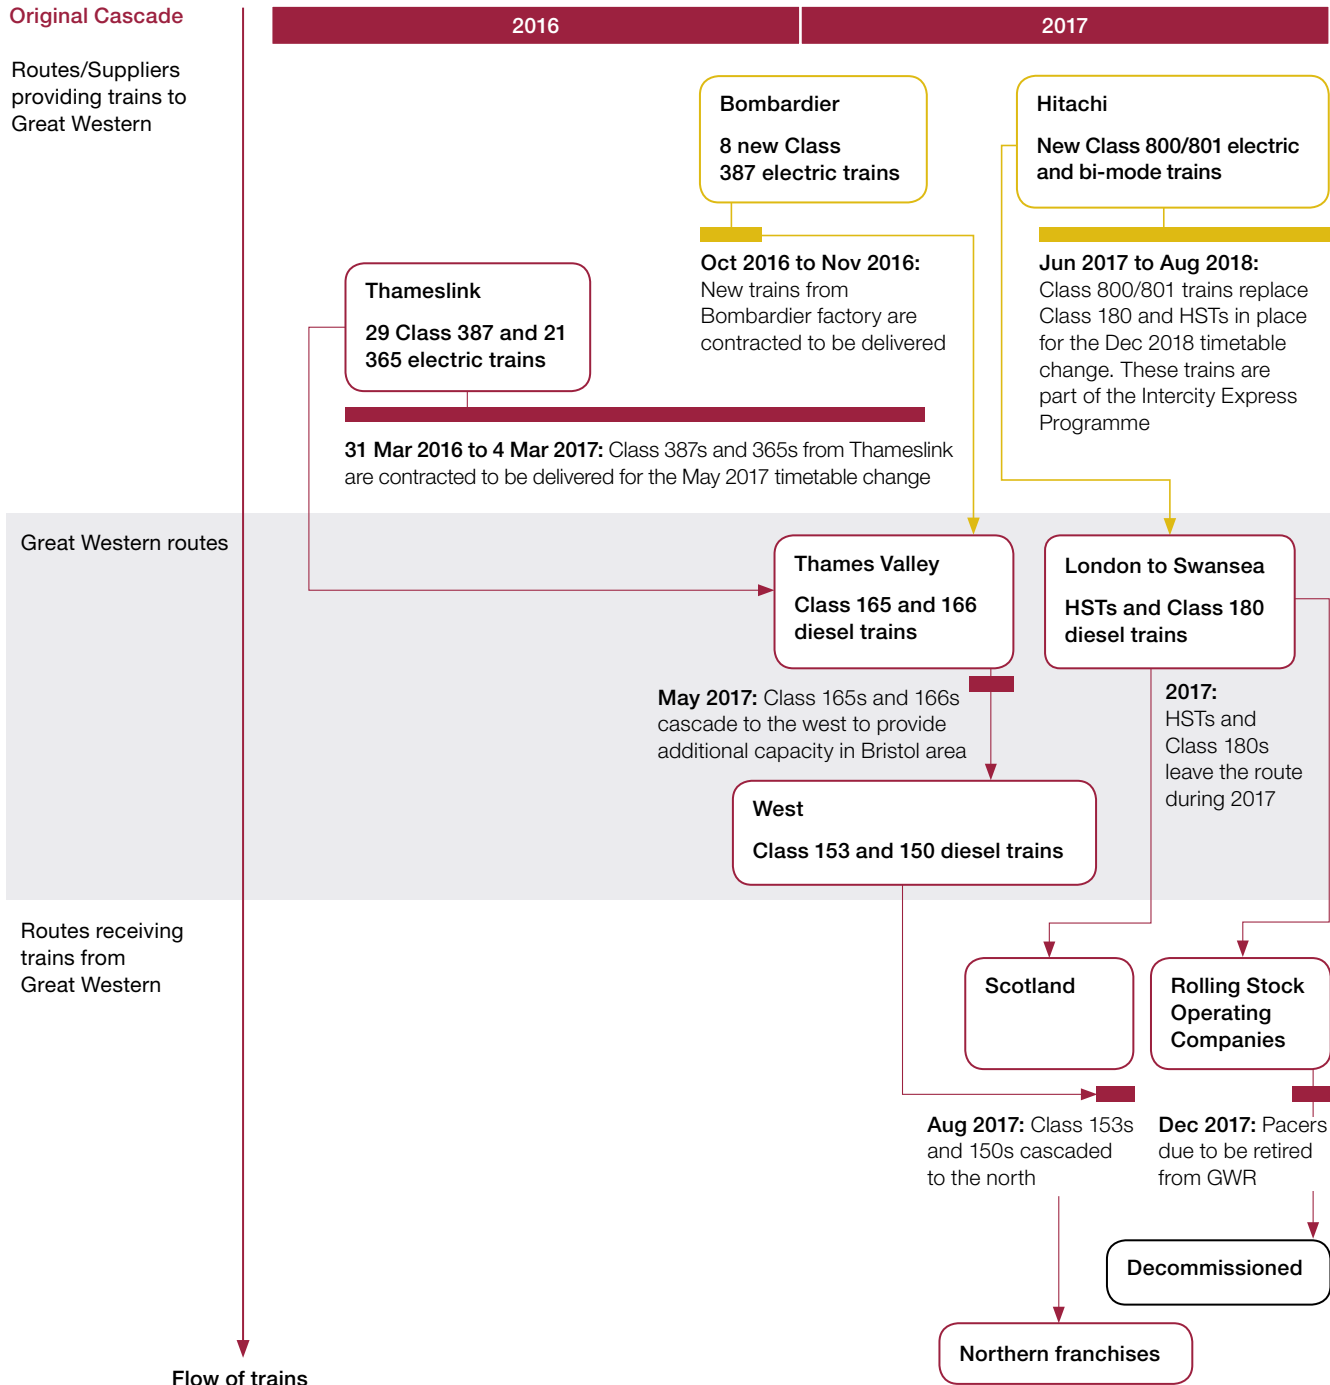 Original Cascade
2016
2017
Routes/Suppliers
providing trains to
Great Western
Bombardier
8 new Class
387 electric trains
Hitachi
New Class 800/801 electric
and bi-mode trains
Oct 2016 to Nov 2016:
New trains from
Bombardier factory are
contracted to be delivered
Jun 2017 to Aug 2018:
Class 800/801 trains replace
Class 180 and HSTs in place
for the Dec 2018 timetable
change. These trains are
part of the Intercity Express
Programme
Thameslink
29 Class 387 and 21
365 electric trains
31 Mar 2016 to 4 Mar 2017: Class 387s and 365s from Thameslink
are contracted to be delivered for the May 2017 timetable change
Great Western routes
Thames Valley
Class 165 and 166
diesel trains
London to Swansea
HSTs and Class 180
diesel trains
May 2017: Class 165s and 166s
cascade to the west to provide
additional capacity in Bristol area
2017:
HSTs and
Class 180s
leave the route
during 2017
West
Class 153 and 150 diesel trains
Routes receiving
trains from
Great Western
Scotland
Rolling Stock
Operating
Companies
Aug 2017: Class 153s
and 150s cascaded
to the north
Dec 2017: Pacers
due to be retired
from GWR
Decommissioned
Northern franchises
Flow of trains